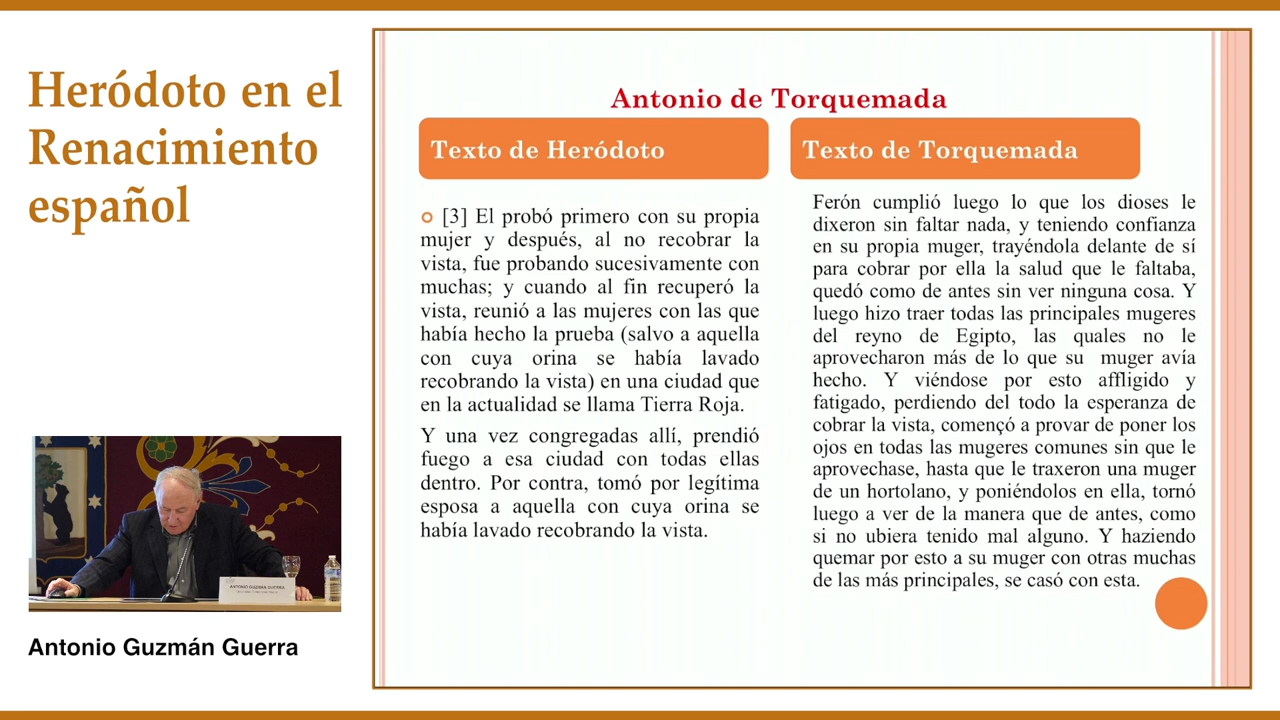 Heródoto en el
Renacimiento
español
Antonio de Torquemada
Texto de Heródoto
[3] El probó primero con su propia
mujer y después, al no recobrar la
vista, fue probando sucesivamente con
muchas; y cuando al fin recuperó la
vista, reunió a las mujeres con las que
había hecho la prueba (salvo a aquella
con cuya orina se había lavado
recobrando la vista) en una ciudad que
en la actualidad se llama Tierra Roja.
Y una vez congregadas allí, prendió
fuego a esa ciudad con todas ellas
dentro. Por contra, tomó por legítima
esposa a aquella con cuya orina se
había lavado recobrando la vista.
Texto de Torquemada
Ferón cumplió luego lo que los dioses le
dixeron sin faltar nada, y teniendo confianza
en su propia muger, trayéndola delante de sí
para cobrar por ella la salud que le faltaba,
quedó como de antes sin ver ninguna cosa. Y
luego hizo traer todas las principales mugeres
del reyno de Egipto, las quales no le
aprovecharon más de lo que su muger avía
hecho. Y viéndose por esto affligido y
fatigado, perdiendo del todo la esperanza de
cobrar la vista, començó a provar de poner los
ojos en todas las mugeres comunes sin que le
aprovechase, hasta que le traxeron una muger
de un hortolano, y poniéndolos en ella, tornó
luego a ver de la manera que de antes, como
si no ubiera tenido mal alguno. Y haziendo
quemar por esto a su muger con otras muchas
de las más principales, se casó con esta.
ANTONIO GUZMÁN GUERRA
Antonio Guzmán Guerra